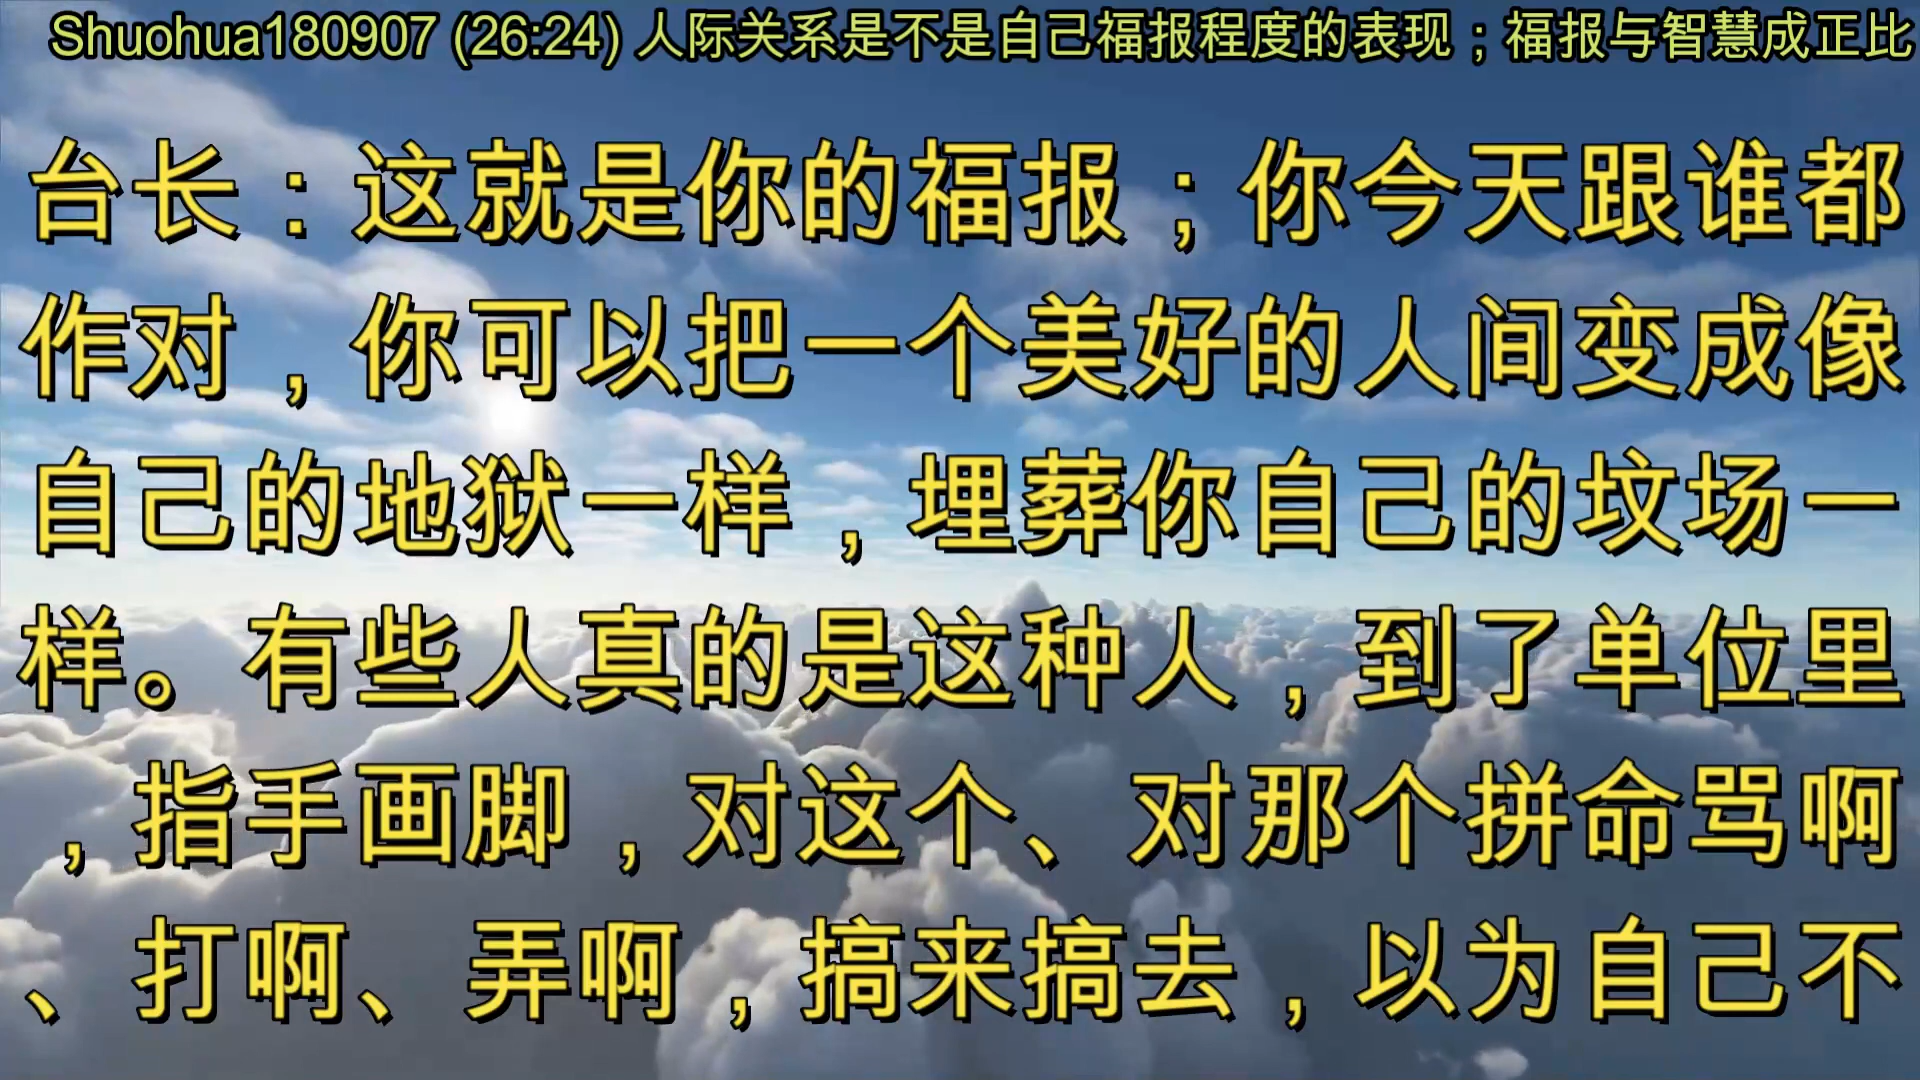 Shuohua180907 (26:24) 人际关系是不是自己福报程度的表现；福报与智慧成正比
台长：这就是你的福报；你今天跟谁都
作对，你可以把一个美好的人间变成像
自己的地狱一样，埋葬你自己的坟场一
样。有些人真的是这种人，到了单位里
，指手画脚，对这个、对那个拼命骂啊
、打啊、弄啊，搞来搞去，以为自己不